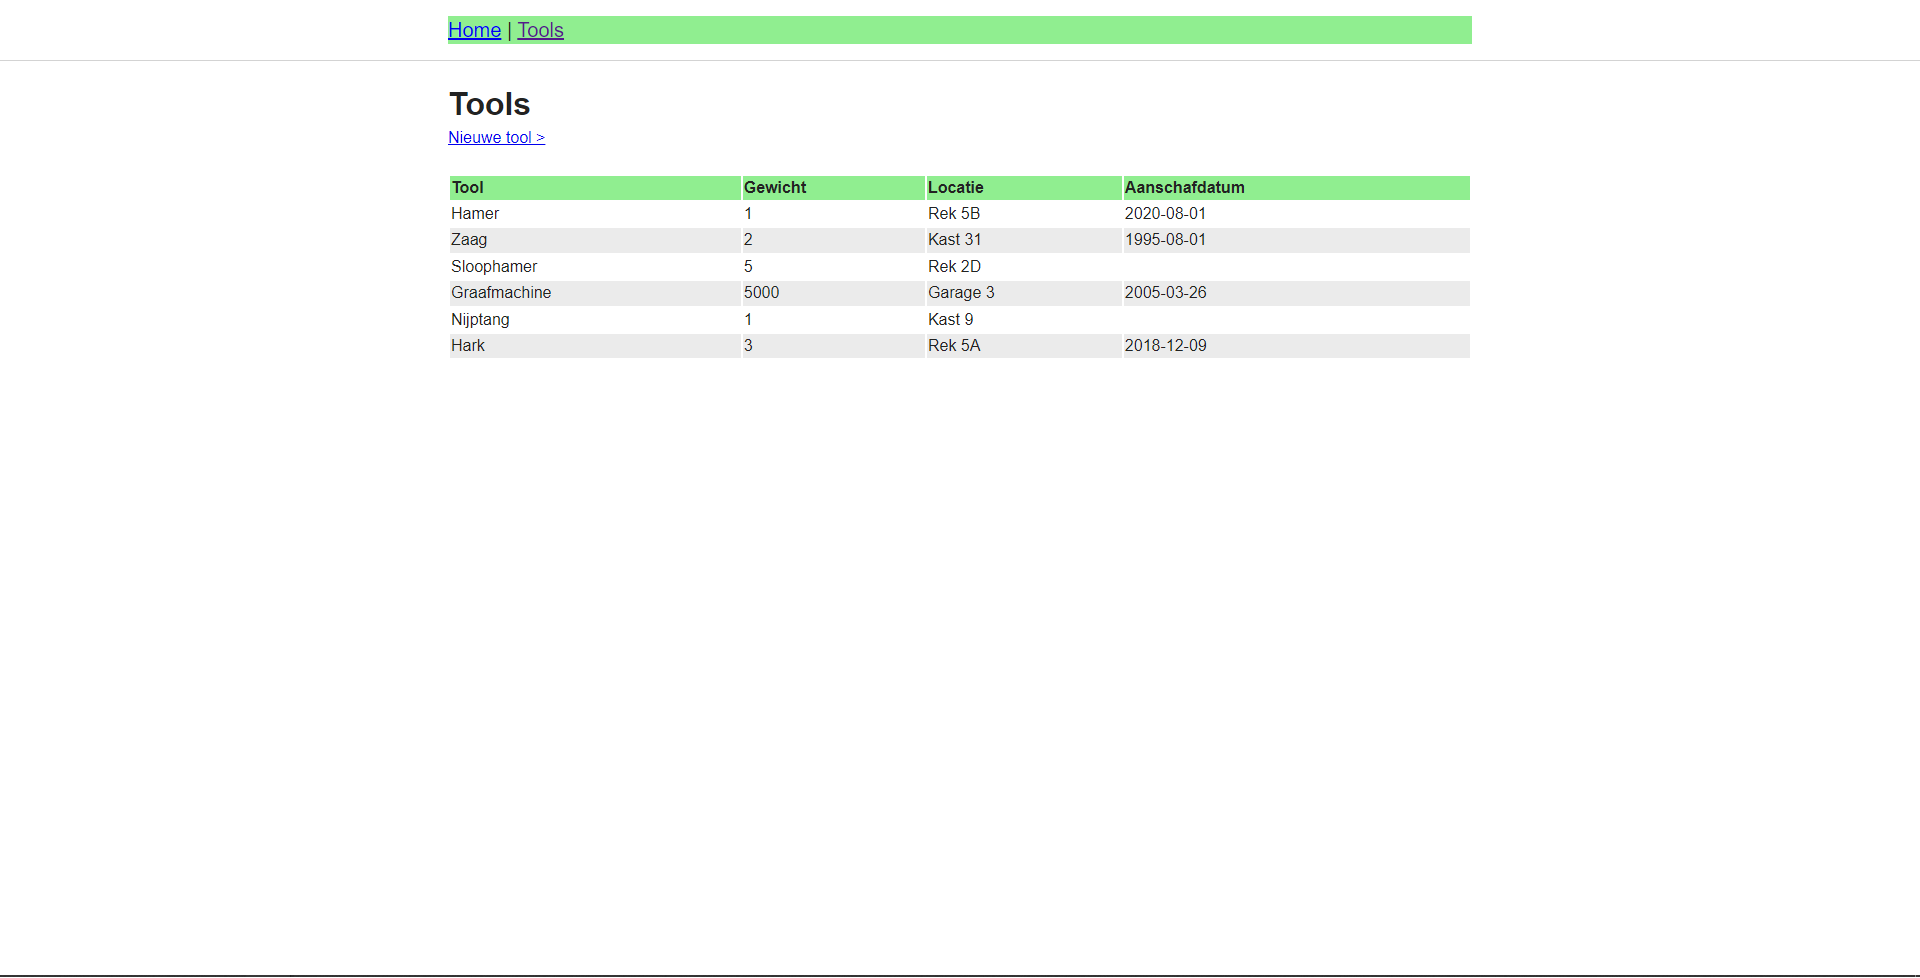 Home | Tools
Tools
Nieuwe tool >
Tool Gewicht Locatie Aanschafdatum
Hamer 1 Rek 5B 2020-08-01
Zaag 2 Kast 31 1995-08-01
Sloophamer 5 Rek 2D
Graafmachine 5000 Garage 3 2005-03-26
Nijptang 1 Kast 9
Hark 3 Rek 5A 2018-12-09